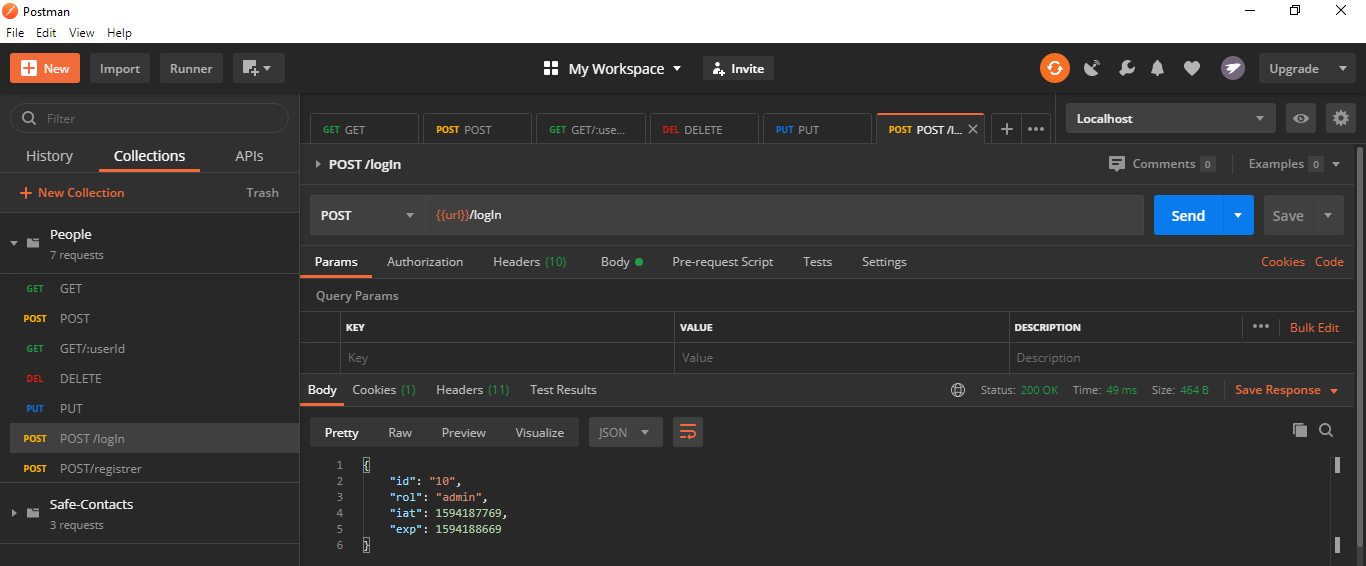 Postman
File Edit View Help
New Import Runner My Workspace Invite Upgrade
Filter
History Collections APIs
New Collection Trash
People
7 requests
GET GET
POST POST
GET GET/:userId
DEL DELETE
PUT PUT
POST POST /logIn
POST POST/registrer
Safe-Contacts
3 requests
GET GET POST POST GET GET/:use... DEL DELETE PUT PUT POST POST /l...
Localhost
POST /logIn Comments 0 Examples 0
POST {{url}}/logIn Send Save
Params Authorization Headers (10) Body Pre-request Script Tests Settings Cookies Code
Query Params
KEY VALUE DESCRIPTION Bulk Edit
Key Value Description
Body Cookies (1) Headers (11) Test Results Status: 200 OK Time: 49 ms Size: 464 B Save Response
Pretty Raw Preview Visualize JSON
1 {
2 "id": "10",
3 "rol": "admin",
4 "iat": 1594187769,
5 "exp": 1594188669
6 }